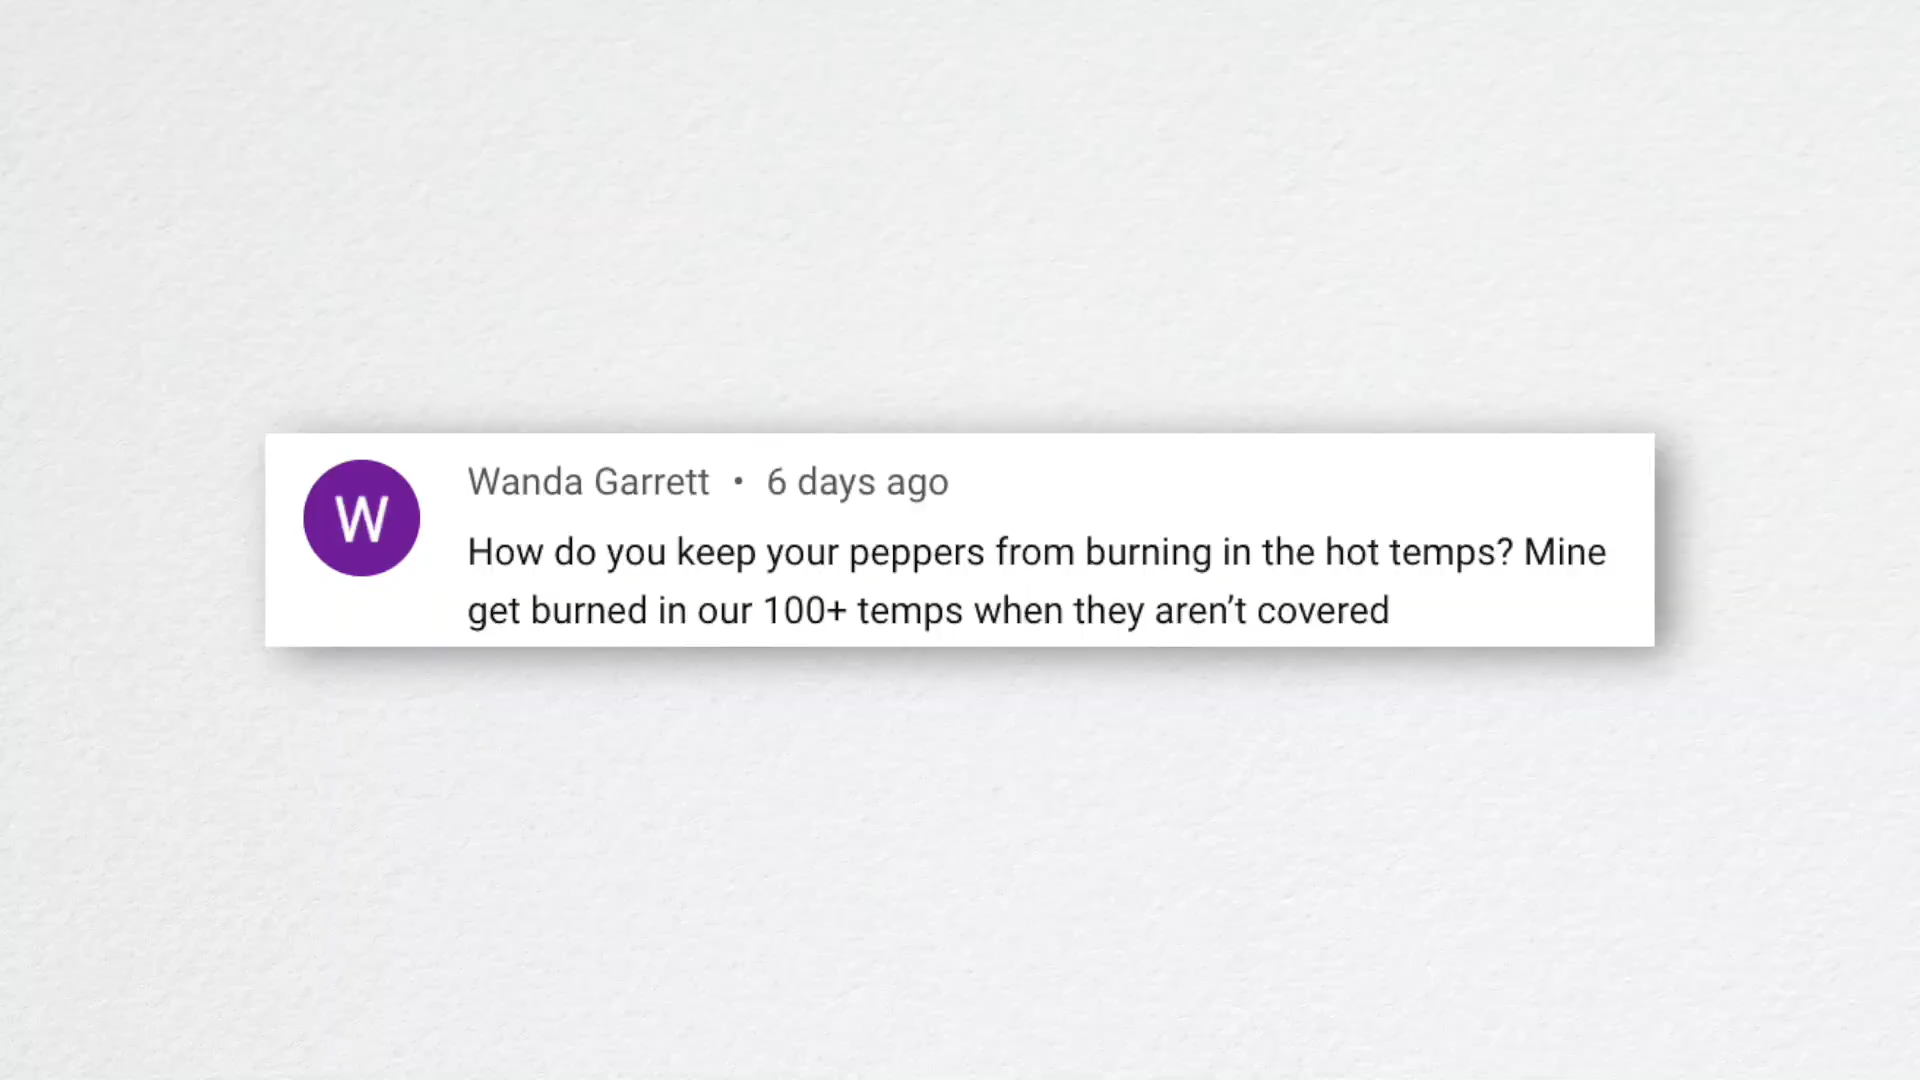 W
Wanda Garrett • 6 days ago
How do you keep your peppers from burning in the hot temps? Mine
get burned in our 100+ temps when they aren’t covered